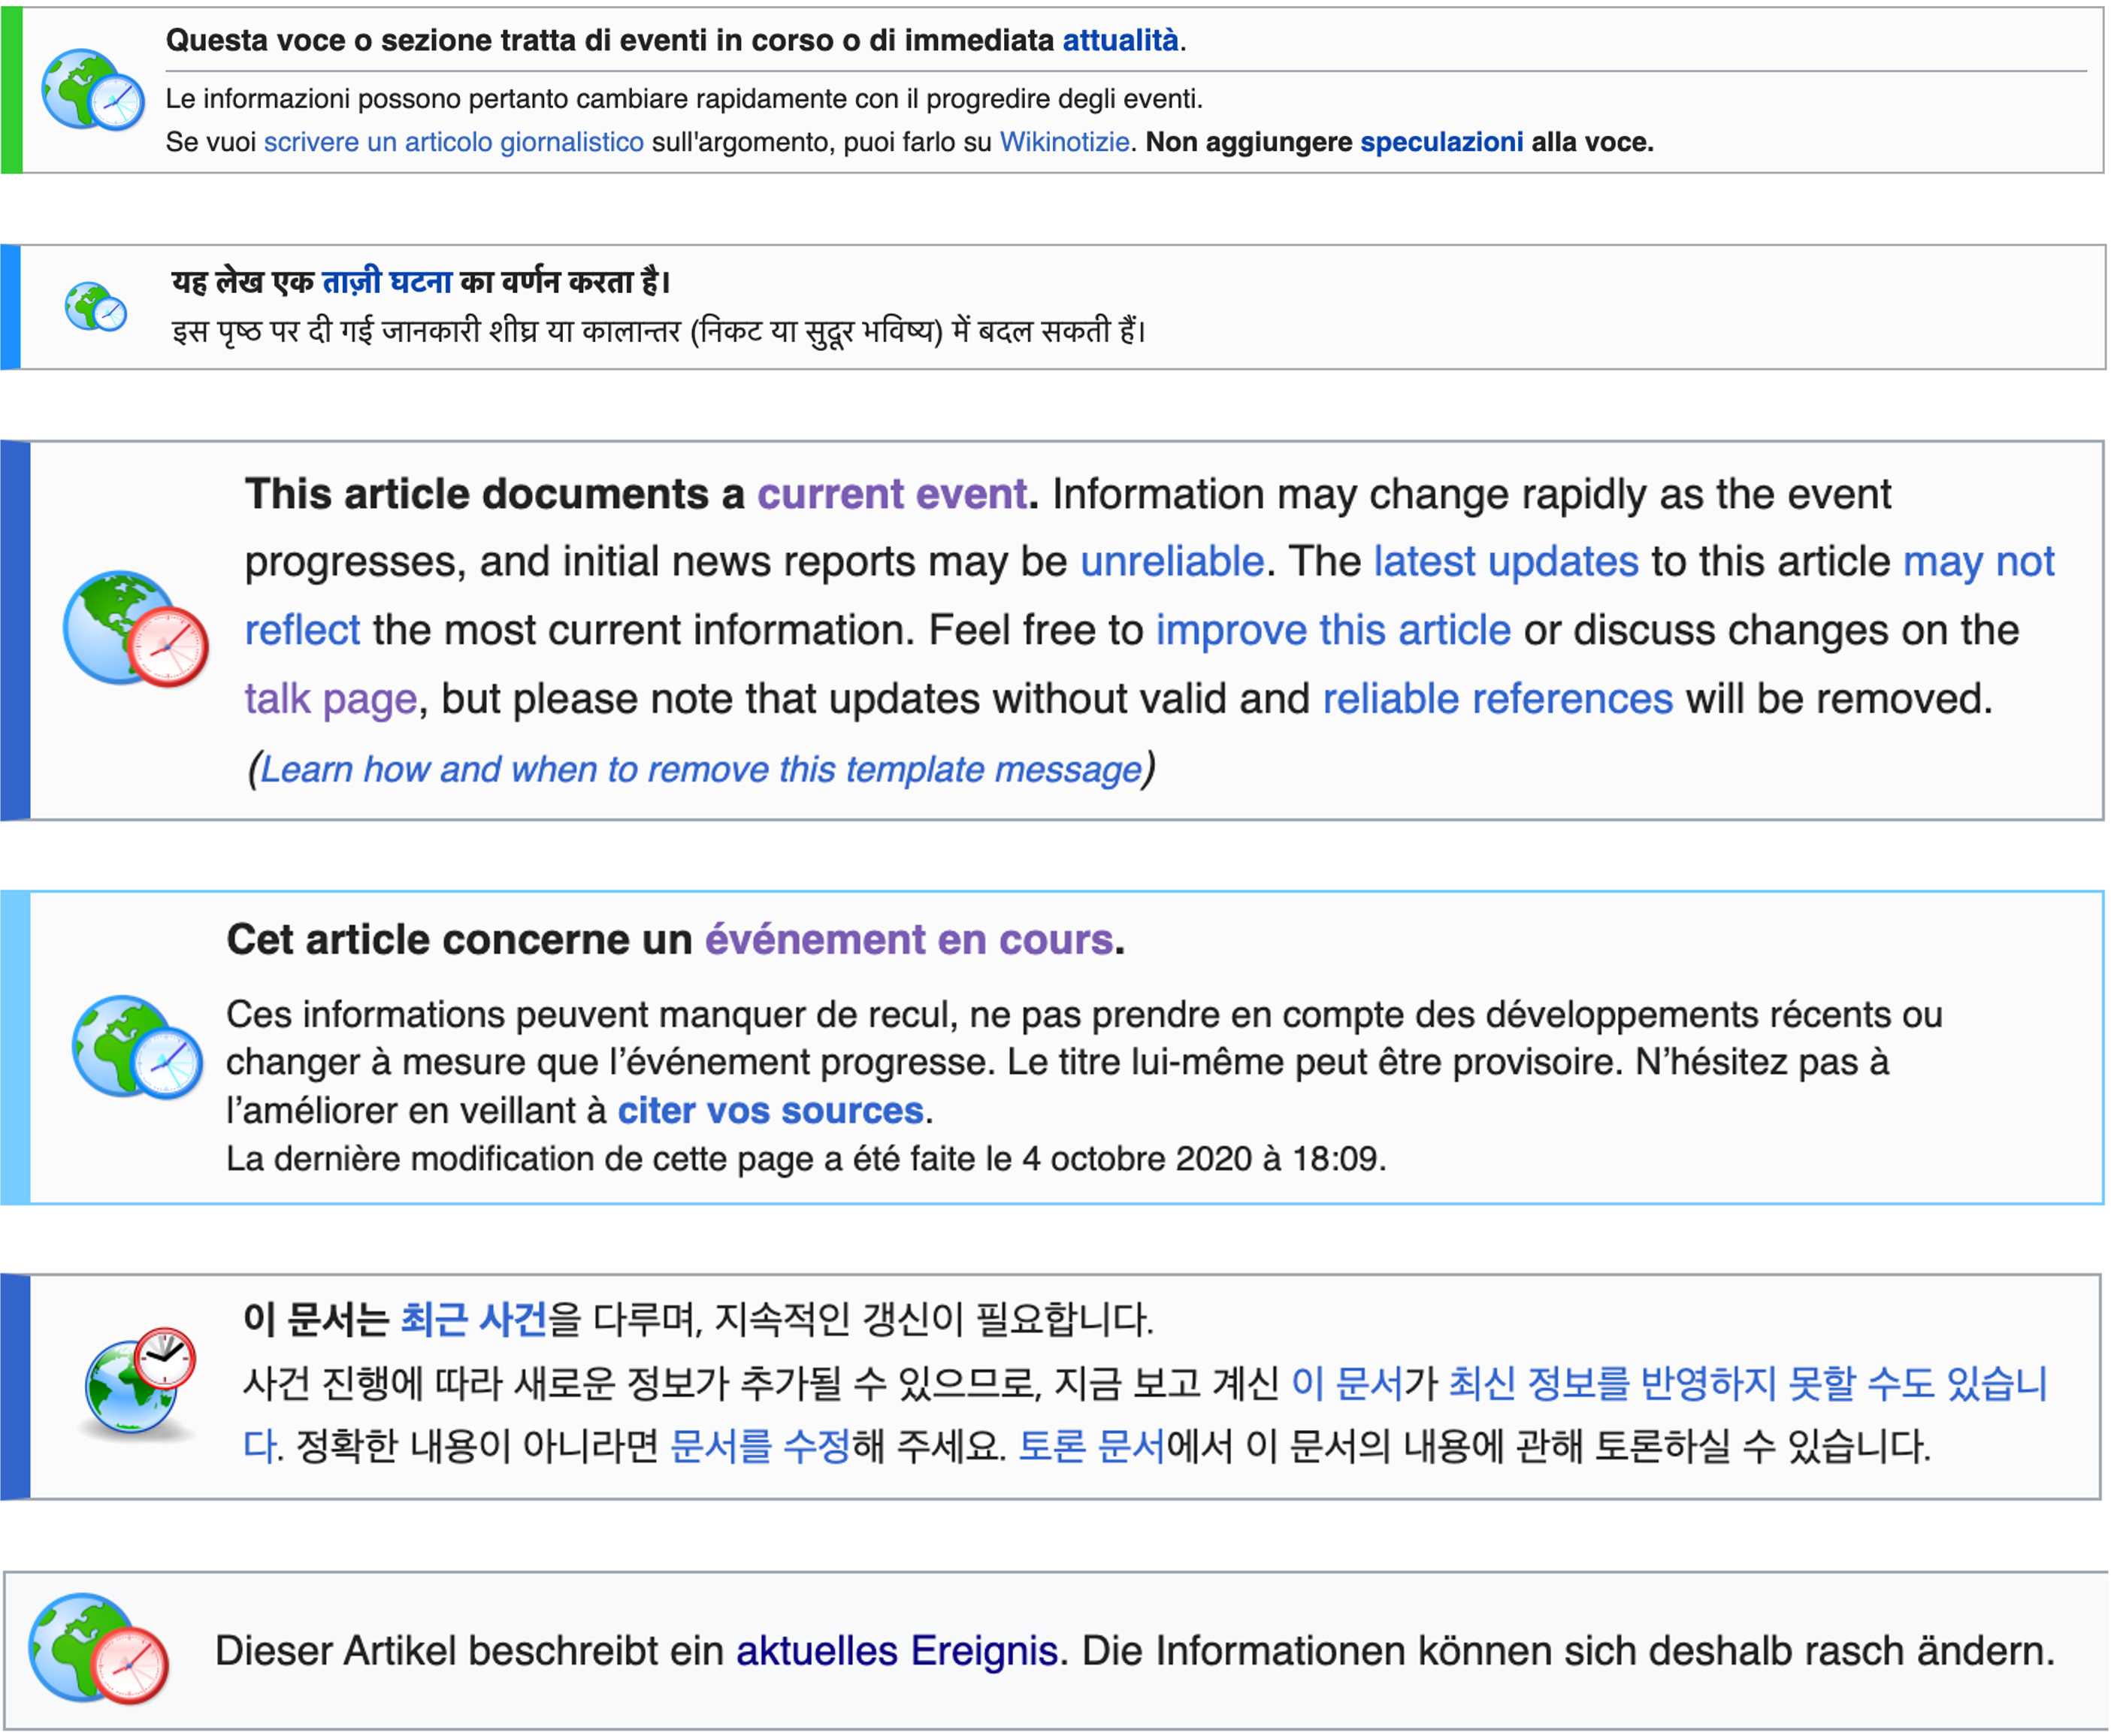 Questa voce o sezione tratta di eventi in corso o di immediata attualità.
Le informazioni possono pertanto cambiare rapidamente con il progredire degli eventi.
Se vuoi scrivere un articolo giornalistico sull'argomento, puoi farlo su Wikinotizie. Non aggiungere speculazioni alla voce.
यह लेख एक ताज़ी घटना का वर्णन करता है।
इस पृष्ठ पर दी गई जानकारी शीघ्र या कालान्तर (निकट या सुदूर भविष्य) में बदल सकती हैं।
This article documents a current event. Information may change rapidly as the event
progresses, and initial news reports may be unreliable. The latest updates to this article may not
reflect the most current information. Feel free to improve this article or discuss changes on the
talk page, but please note that updates without valid and reliable references will be removed.
(Learn how and when to remove this template message)
Cet article concerne un événement en cours.
Ces informations peuvent manquer de recul, ne pas prendre en compte des développements récents ou
changer à mesure que l’événement progresse. Le titre lui-même peut être provisoire. N’hésitez pas à
l’améliorer en veillant à citer vos sources.
La dernière modification de cette page a été faite le 4 octobre 2020 à 18:09.
이 문서는 최근 사건을 다루며, 지속적인 갱신이 필요합니다.
사건 진행에 따라 새로운 정보가 추가될 수 있으므로, 지금 보고 계신 이 문서가 최신 정보를 반영하지 못할 수도 있습니
다. 정확한 내용이 아니라면 문서를 수정해 주세요. 토론 문서에서 이 문서의 내용에 관해 토론하실 수 있습니다.
Dieser Artikel beschreibt ein aktuelles Ereignis. Die Informationen können sich deshalb rasch ändern.